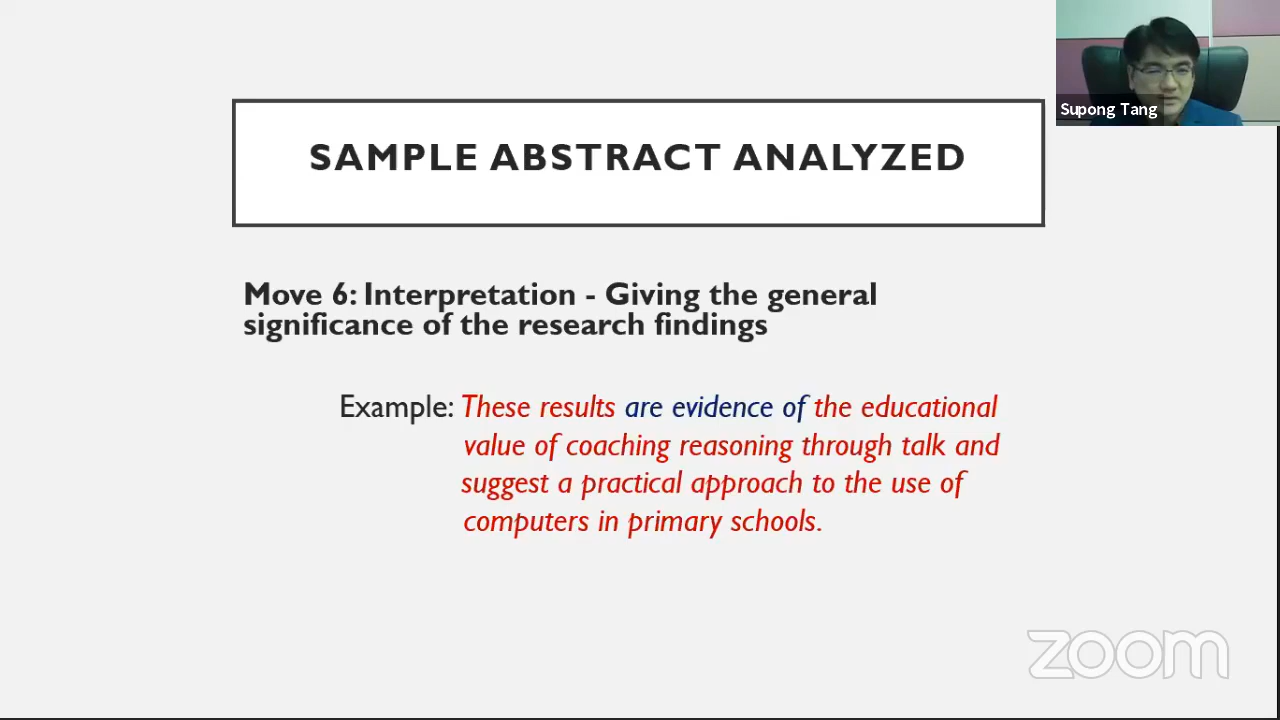 Supong Tang
SAMPLE ABSTRACT ANALYZED
Move 6: Interpretation - Giving the general
significance of the research findings
Example: These results are evidence of the educational
value of coaching reasoning through talk and
suggest a practical approach to the use of
computers in primary schools.
zoom